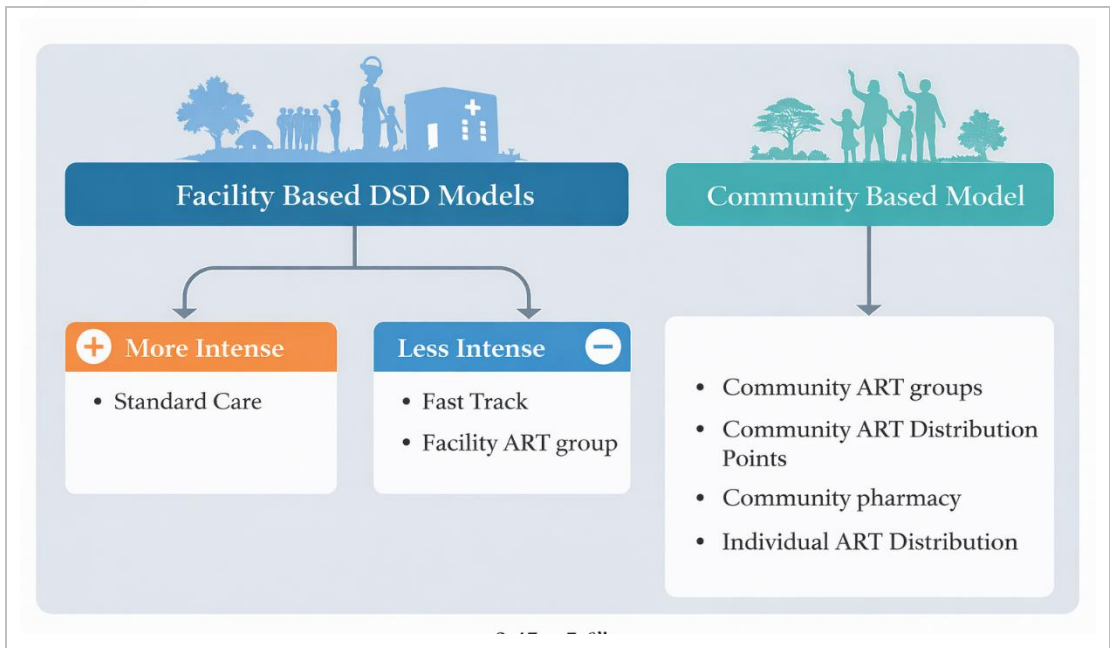 Facility Based DSD Models
Community Based Model
+ More Intense
Less Intense −
• Standard Care
• Fast Track
• Facility ART group
• Community ART groups
• Community ART Distribution
Points
• Community pharmacy
• Individual ART Distribution